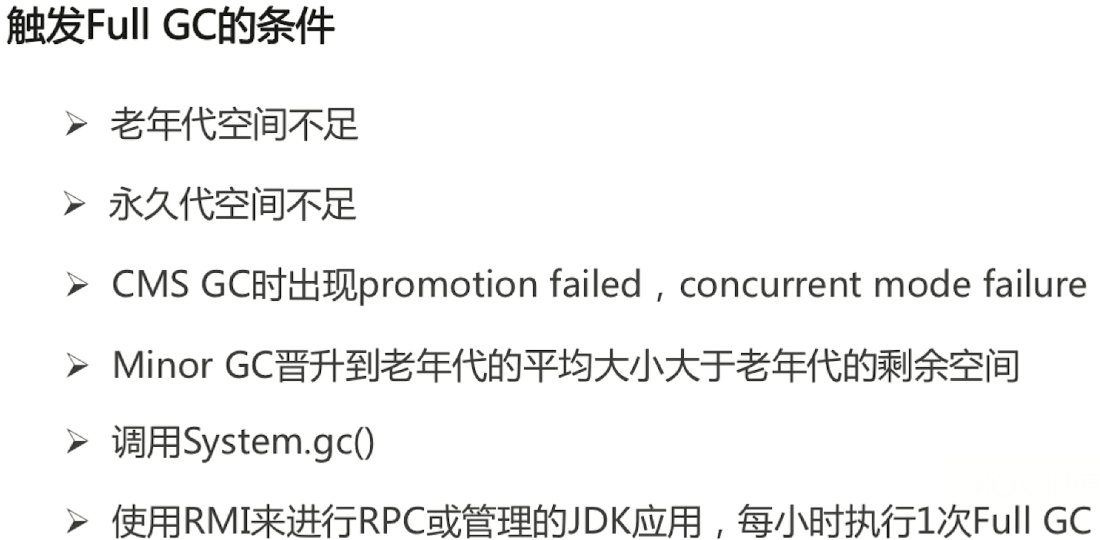 触发Full GC的条件
➢ 老年代空间不足
➢ 永久代空间不足
➢ CMS GC时出现promotion failed，concurrent mode failure
➢ Minor GC晋升到老年代的平均大小大于老年代的剩余空间
➢ 调用System.gc()
➢ 使用RMI来进行RPC或管理的JDK应用，每小时执行1次Full GC